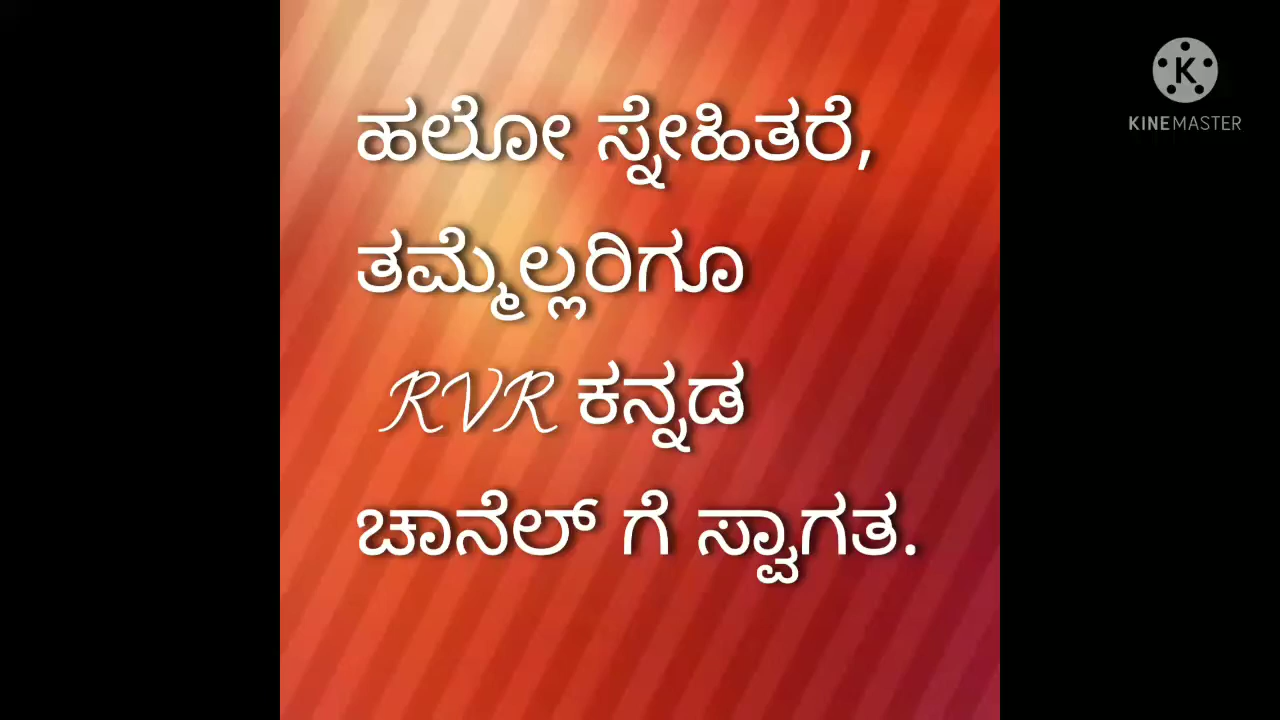 ಹಲೋ ಸ್ನೇಹಿತರೆ,
ತಮ್ಮೆಲ್ಲರಿಗೂ
RVR ಕನ್ನಡ
ಚಾನೆಲ್ ಗೆ ಸ್ವಾಗತ.
K
KINEMASTER